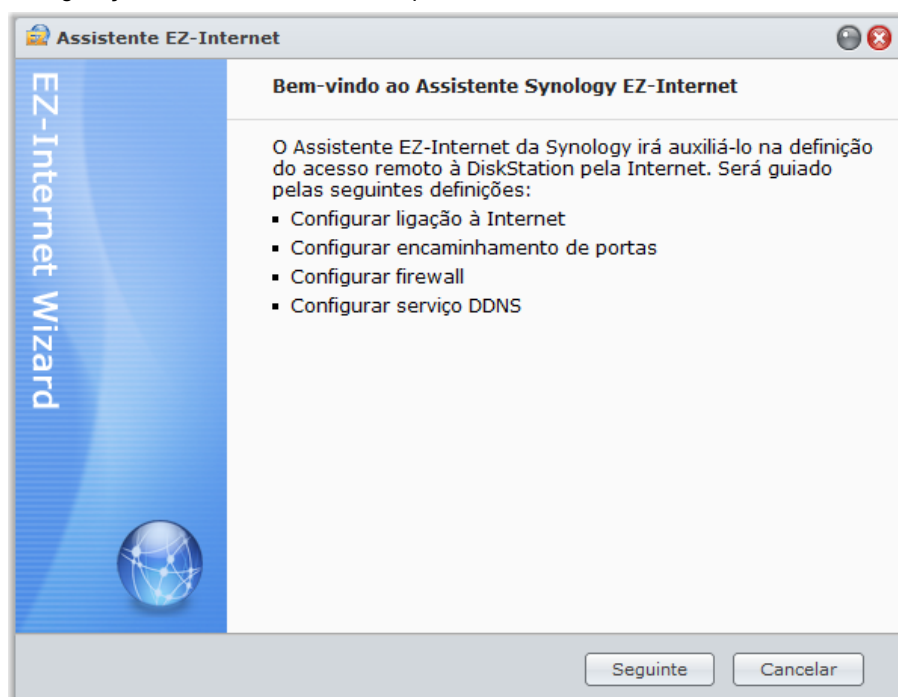 Assistente EZ-Internet
EZ-Internet Wizard
Bem-vindo ao Assistente Synology EZ-Internet
O Assistente EZ-Internet da Synology irá auxiliá-lo na definição
do acesso remoto à DiskStation pela Internet. Será guiado
pelas seguintes definições:
▪ Configurar ligação à Internet
▪ Configurar encaminhamento de portas
▪ Configurar firewall
▪ Configurar serviço DDNS
Seguinte Cancelar